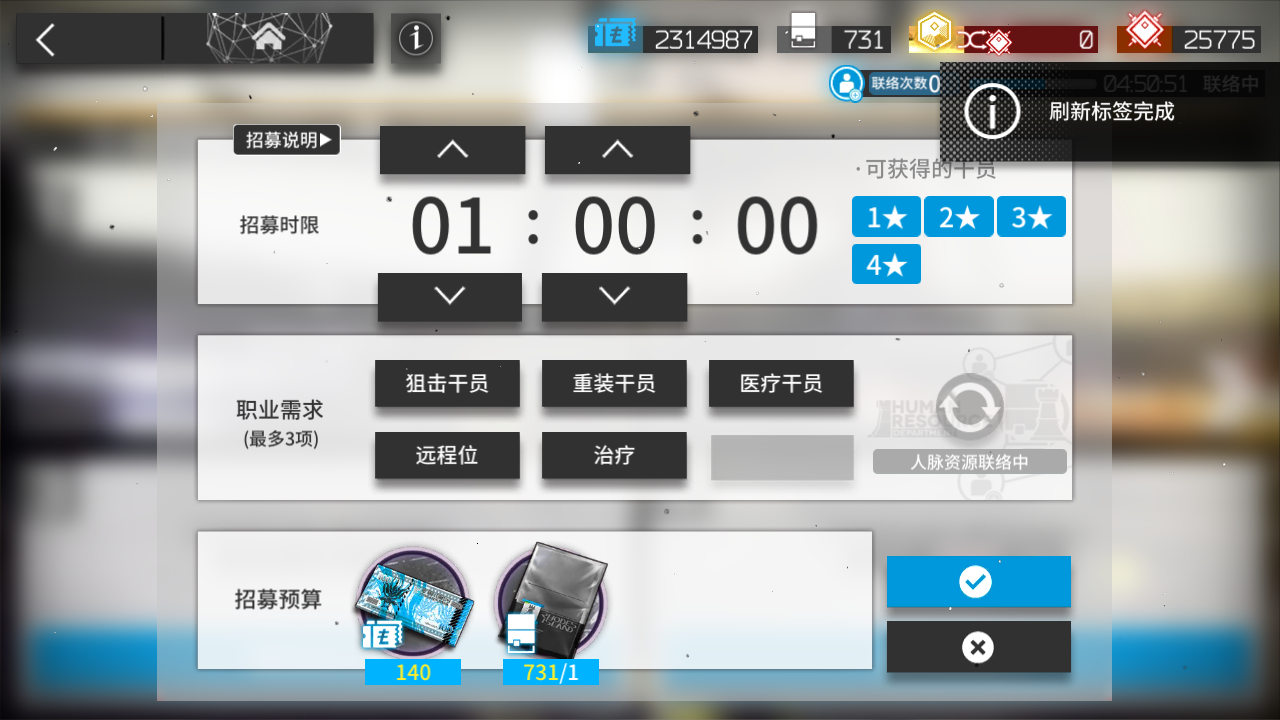 2314987
731
0
25775
联络次数0
04:50:51 联络中
刷新标签完成
招募说明▶
·可获得的干员
招募时限
01 : 00 : 00
1★ 2★ 3★
4★
职业需求
(最多3项)
狙击干员 重装干员 医疗干员
远程位 治疗
HUMAN
RESOURCE
DEPARTMENT
人脉资源联络中
招募预算
140
731/1